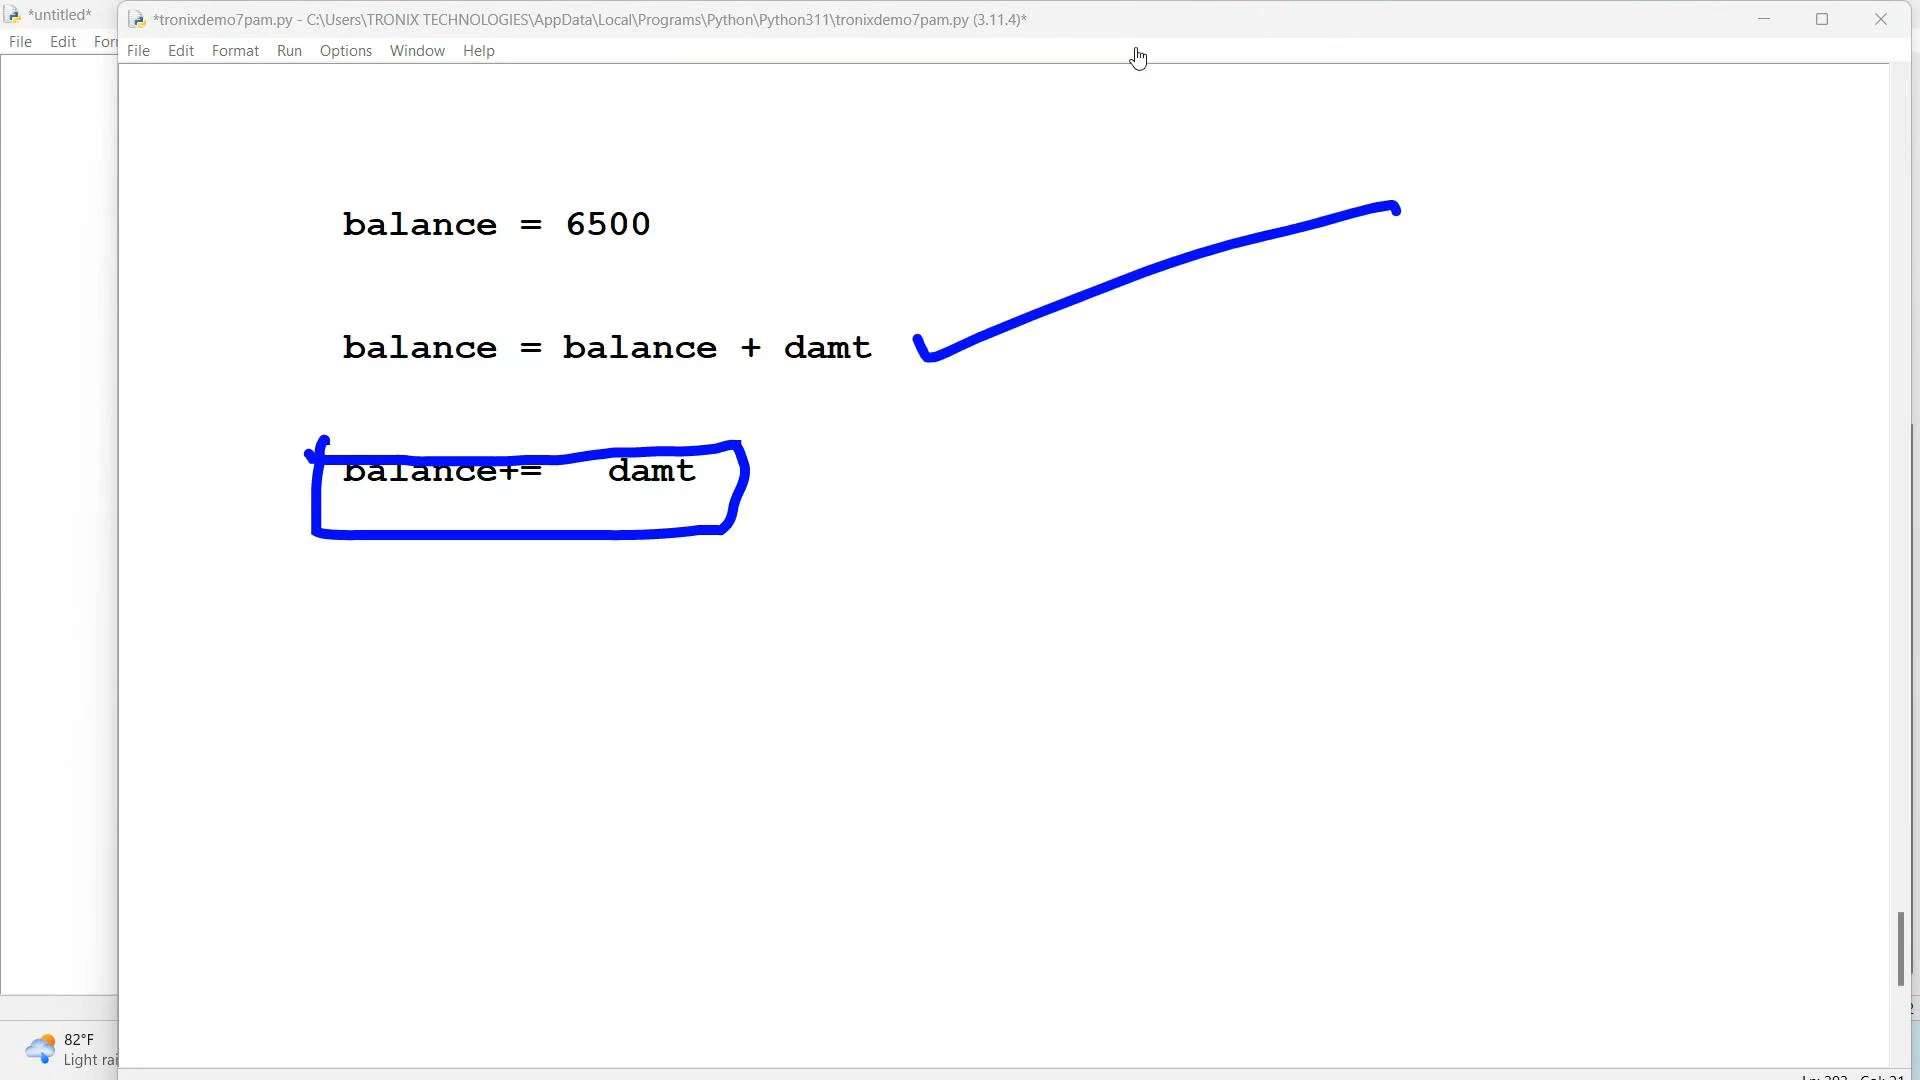 *untitled*
File Edit
*tronixdemo7pam.py - C:\Users\TRONIX TECHNOLOGIES\AppData\Local\Programs\Python\Python311\tronixdemo7pam.py (3.11.4)*
File Edit Format Run Options Window Help
balance = 6500
balance = balance + damt
balance+= damt
82°F
Light